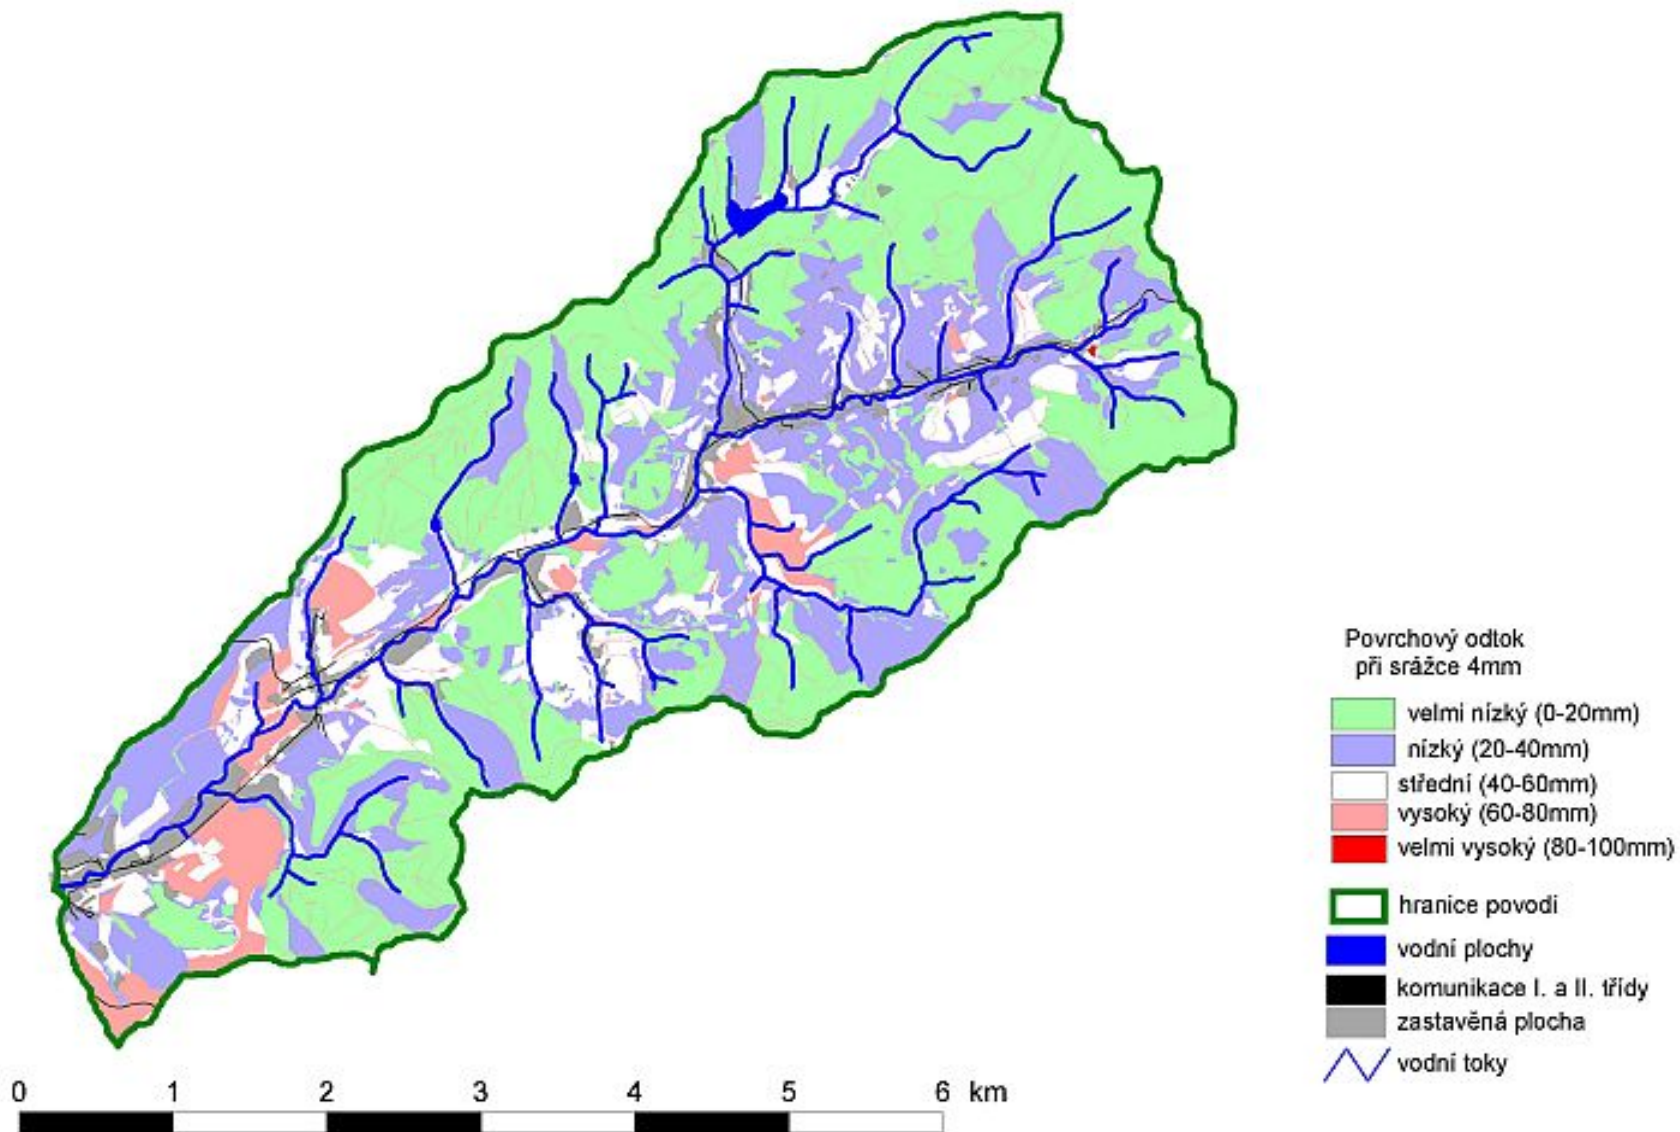 Povrchový odtok
při srážce 4mm
velmi nízký (0-20mm)
nízký (20-40mm)
střední (40-60mm)
vysoký (60-80mm)
velmi vysoký (80-100mm)
hranice povodí
vodní plochy
komunikace I. a II. třídy
zastavěná plocha
vodní toky
0 1 2 3 4 5 6 km